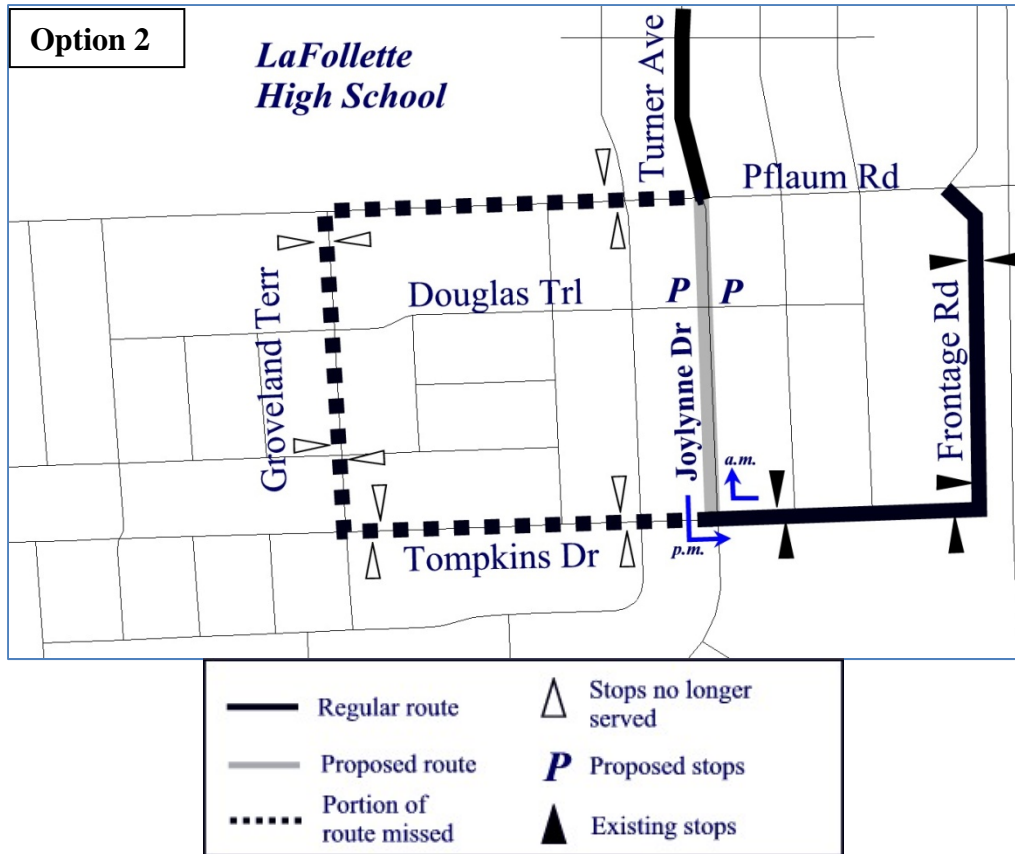 Option 2
LaFollette
High School
Turner Ave
Pflaum Rd
Douglas Trl
P P
Groveland Terr
Joylynne Dr
Frontage Rd
a.m.
p.m.
Tompkins Dr
Regular route
Proposed route
Portion of
route missed
Stops no longer
served
P Proposed stops
Existing stops